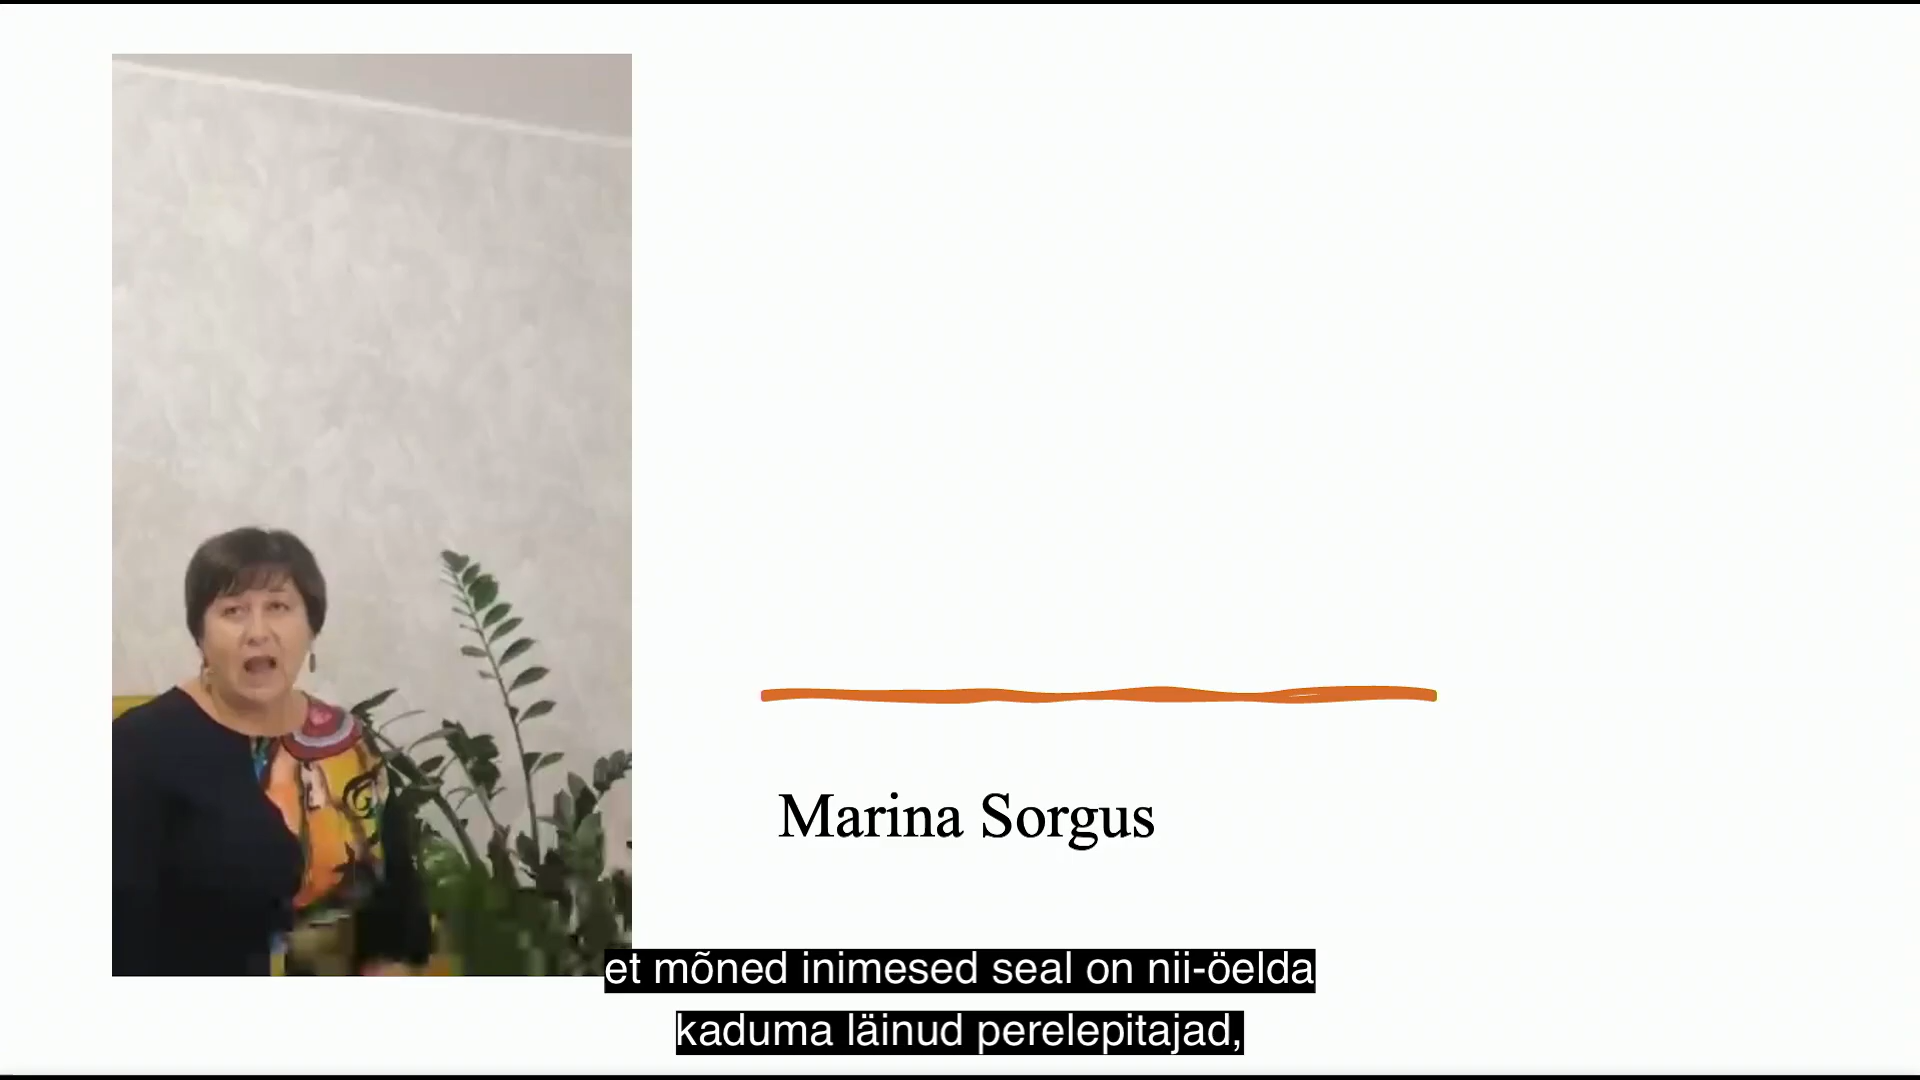 Marina Sorgus
et mõned inimesed seal on nii-öelda
kaduma läinud perelepitajad,